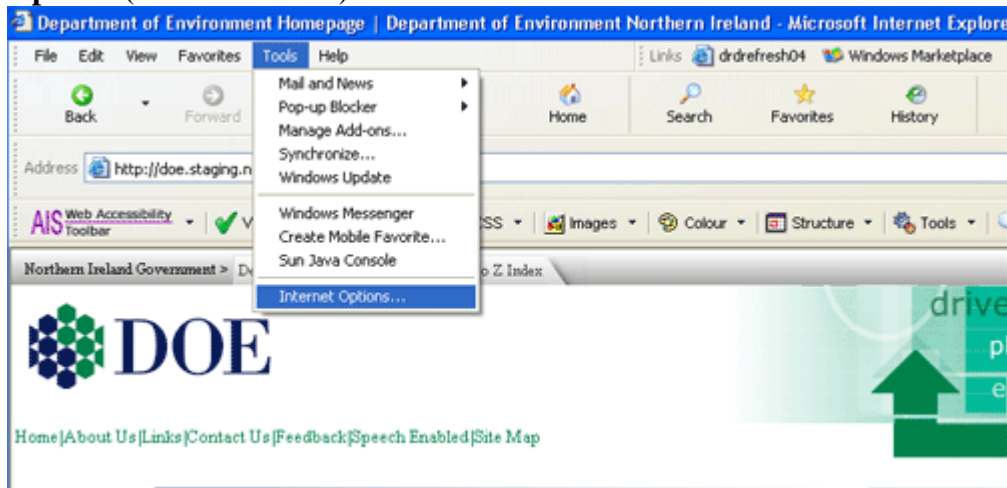 Department of Environment Homepage | Department of Environment Northern Ireland - Microsoft Internet Explore
File Edit View Favorites Tools Help Links drdrefresh04 Windows Marketplace
Mail and News
Pop-up Blocker
Manage Add-ons...
Synchronize...
Windows Update
Windows Messenger
Create Mobile Favorite...
Sun Java Console
Internet Options...
Back Forward Home Search Favorites History
Address http://doe.staging.n
AIS Web Accessibility Toolbar V CSS Images Colour Structure Tools
Northern Ireland Government > De o Z Index
DOE
drive
pl
e
Home|About Us|Links|Contact Us|Feedback|Speech Enabled|Site Map